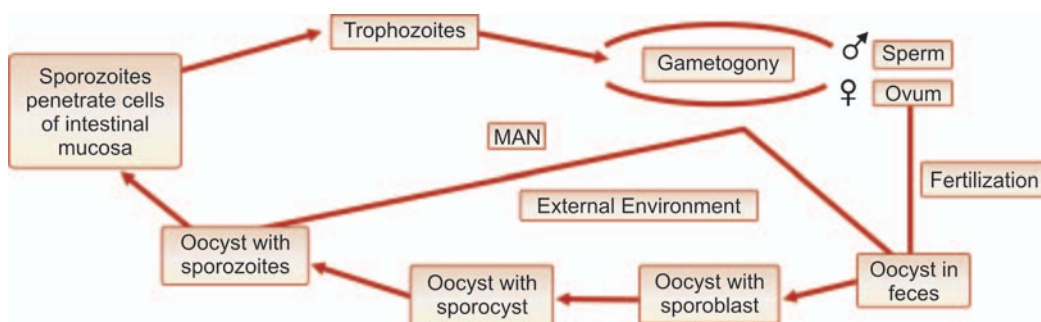 Trophozoites
Gametogony
♂ Sperm
♀ Ovum
Sporozoites
penetrate cells
of intestinal
mucosa
MAN
Fertilization
External Environment
Oocyst with
sporozoites
Oocyst with
sporocyst
Oocyst with
sporoblast
Oocyst in
feces